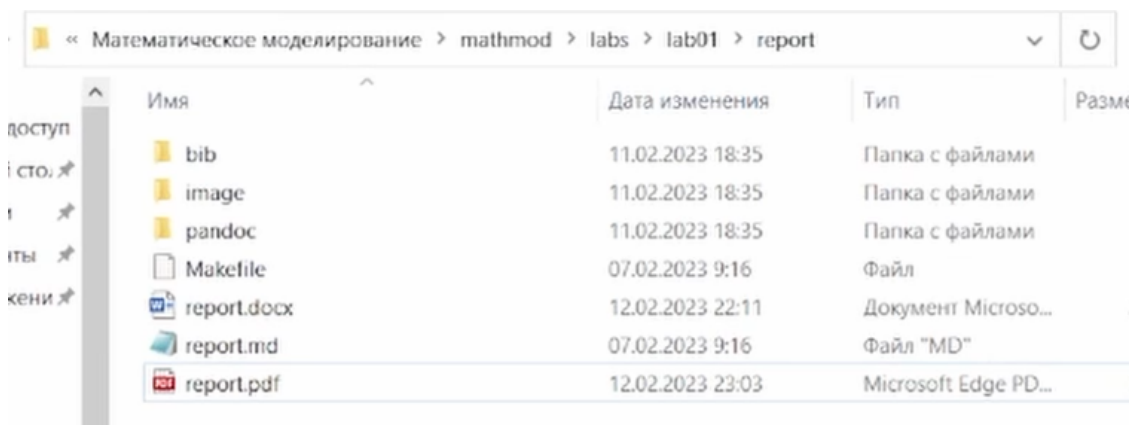 « Математическое моделирование > mathmod > labs > lab01 > report
Имя Дата изменения Тип Разме
доступ
bib 11.02.2023 18:35 Папка с файлами
й сто.
image 11.02.2023 18:35 Папка с файлами
pandoc 11.02.2023 18:35 Папка с файлами
нты
Makefile 07.02.2023 9:16 Файл
жени
report.docx 12.02.2023 22:11 Документ Microso...
report.md 07.02.2023 9:16 Файл "MD"
report.pdf 12.02.2023 23:03 Microsoft Edge PD...